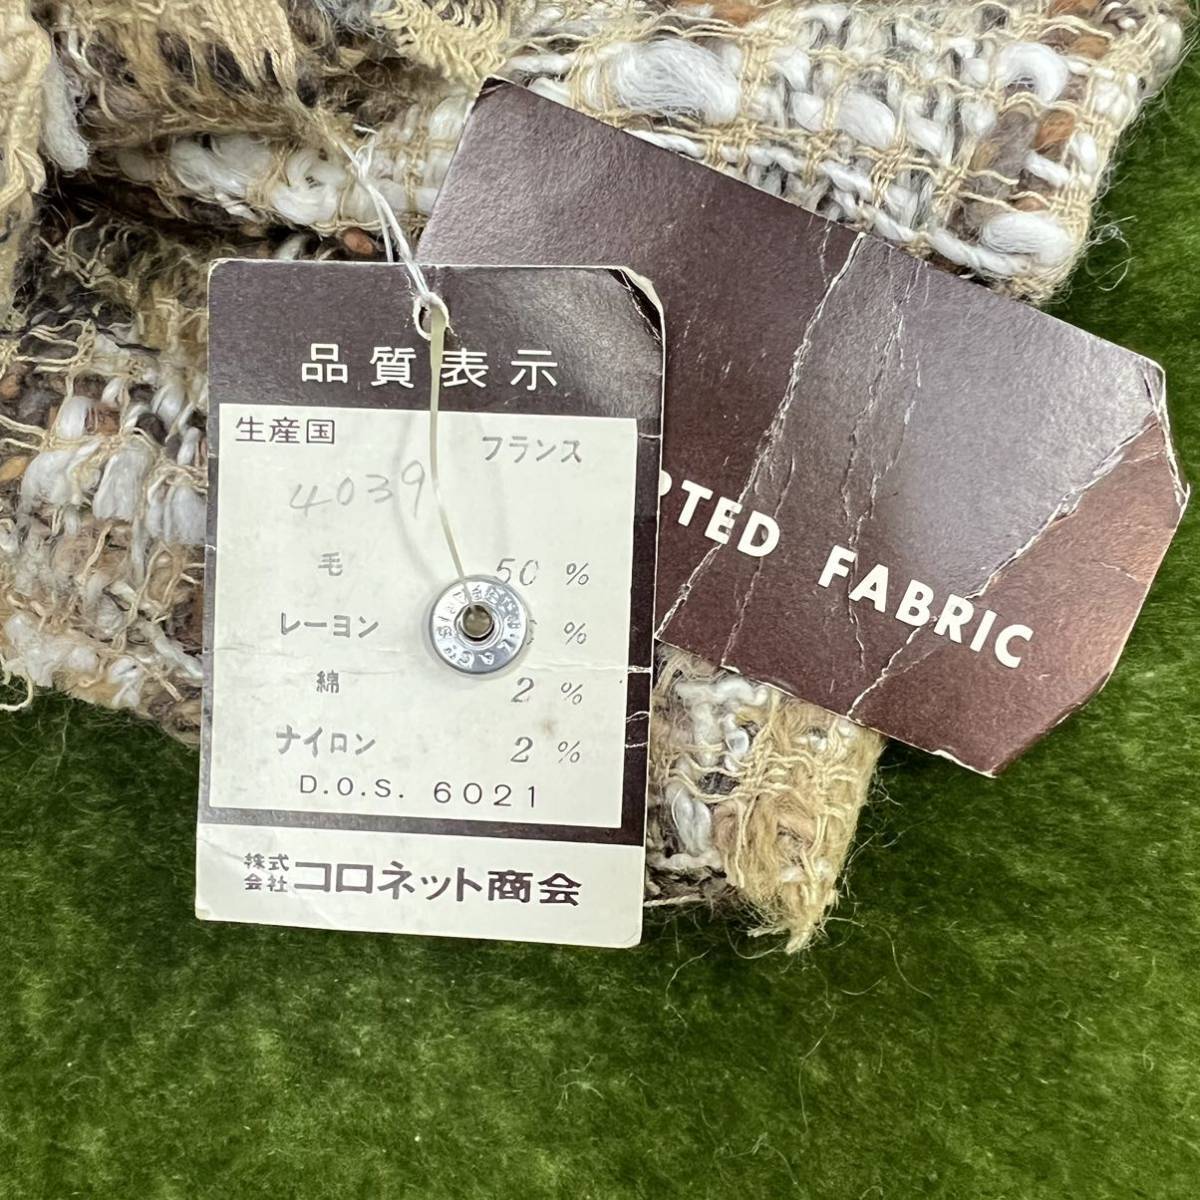 品質表示
生産国
フランス
4039
毛 50 %
レーヨン %
綿 2 %
ナイロン 2 %
D.O.S. 6021
株式会社コロネット商会
PTED FABRIC